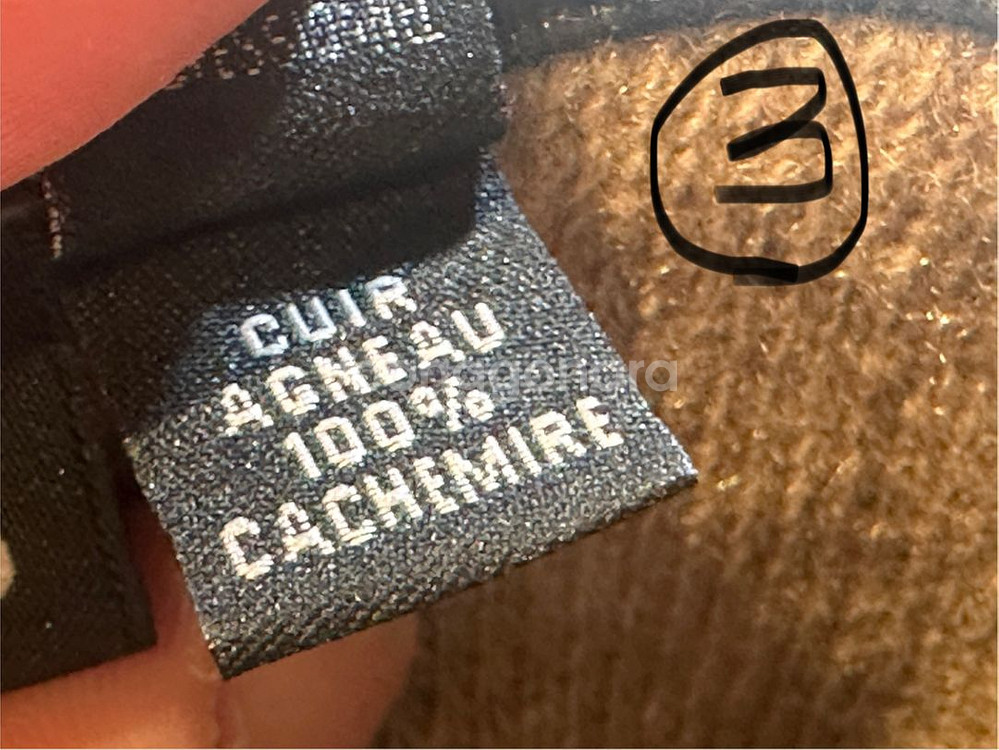 3
CUIR
AGNEAU
100%
CACHEMIRE